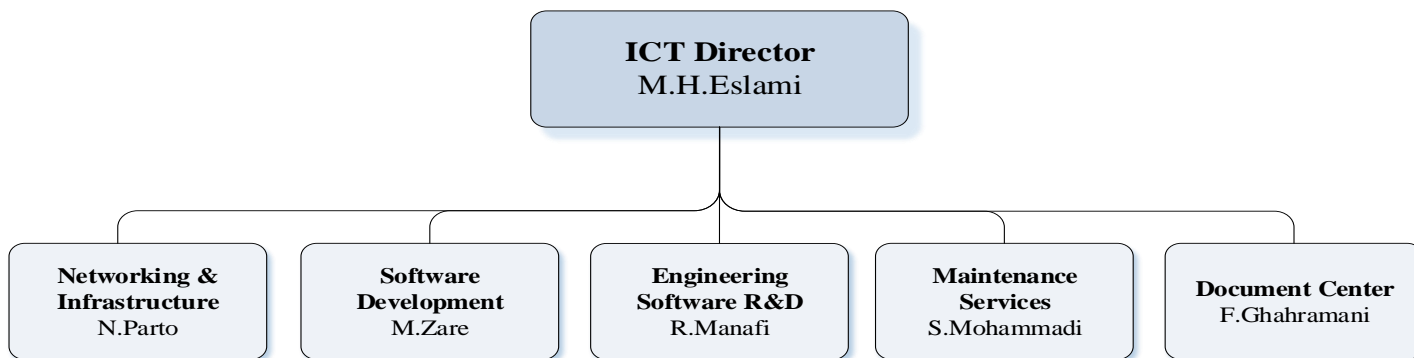 ICT Director
M.H.Eslami
Networking &
Infrastructure
N.Parto
Software
Development
M.Zare
Engineering
Software R&D
R.Manafi
Maintenance
Services
S.Mohammadi
Document Center
F.Ghahramani